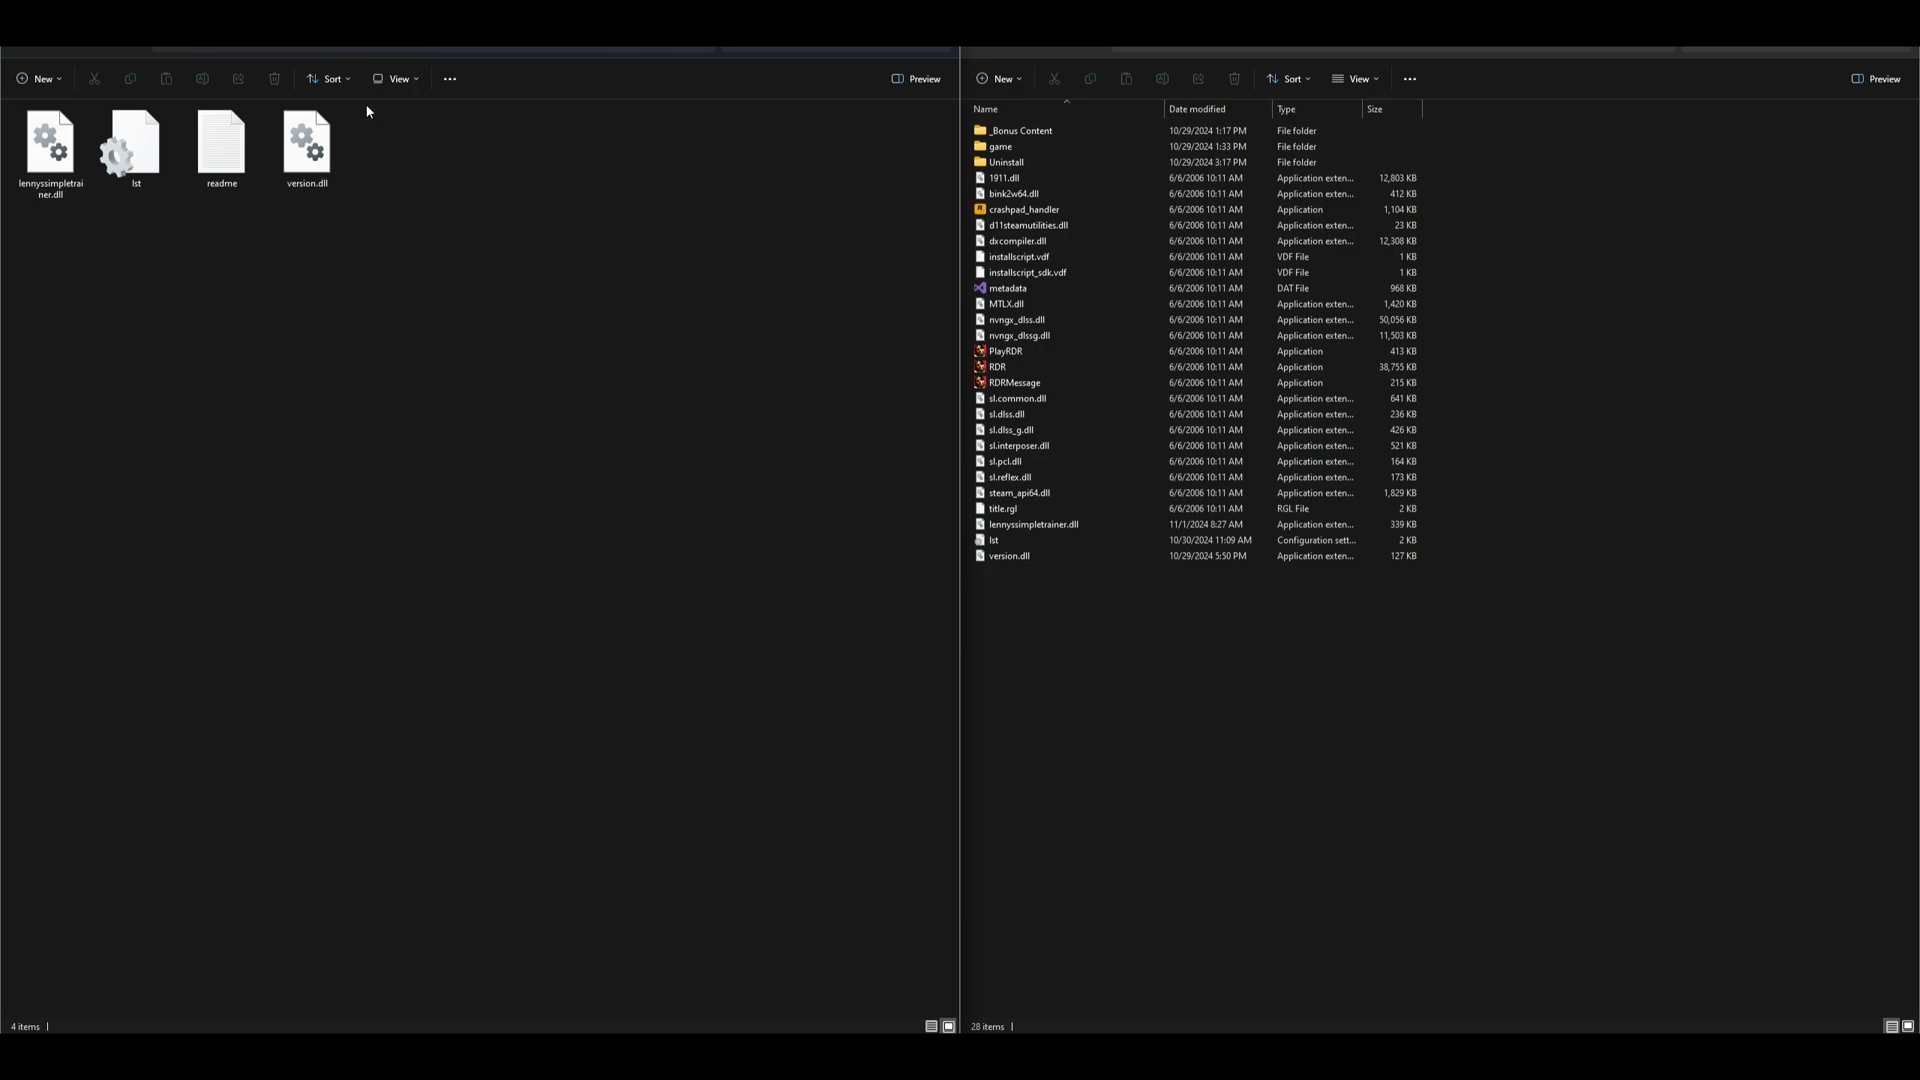 New Sort View Preview
lennyssimpletrai
ner.dll
lst
readme
version.dll
4 items
New Sort View Preview
Name Date modified Type Size
_Bonus Content 10/29/2024 1:17 PM File folder
game 10/29/2024 1:33 PM File folder
Uninstall 10/29/2024 3:17 PM File folder
1911.dll 6/6/2006 10:11 AM Application exten... 12,803 KB
bink2w64.dll 6/6/2006 10:11 AM Application exten... 412 KB
crashpad_handler 6/6/2006 10:11 AM Application 1,104 KB
d11steamutilities.dll 6/6/2006 10:11 AM Application exten... 23 KB
dxcompiler.dll 6/6/2006 10:11 AM Application exten... 12,308 KB
installscript.vdf 6/6/2006 10:11 AM VDF File 1 KB
installscript_sdk.vdf 6/6/2006 10:11 AM VDF File 1 KB
metadata 6/6/2006 10:11 AM DAT File 968 KB
MTLX.dll 6/6/2006 10:11 AM Application exten... 1,420 KB
nvngx_dlss.dll 6/6/2006 10:11 AM Application exten... 50,056 KB
nvngx_dlssg.dll 6/6/2006 10:11 AM Application exten... 11,503 KB
PlayRDR 6/6/2006 10:11 AM Application 413 KB
RDR 6/6/2006 10:11 AM Application 38,755 KB
RDRMessage 6/6/2006 10:11 AM Application 215 KB
sl.common.dll 6/6/2006 10:11 AM Application exten... 641 KB
sl.dlss.dll 6/6/2006 10:11 AM Application exten... 236 KB
sl.dlss_g.dll 6/6/2006 10:11 AM Application exten... 426 KB
sl.interposer.dll 6/6/2006 10:11 AM Application exten... 521 KB
sl.pcl.dll 6/6/2006 10:11 AM Application exten... 164 KB
sl.reflex.dll 6/6/2006 10:11 AM Application exten... 173 KB
steam_api64.dll 6/6/2006 10:11 AM Application exten... 1,829 KB
title.rgl 6/6/2006 10:11 AM RGL File 2 KB
lennyssimpletrainer.dll 11/1/2024 8:27 AM Application exten... 339 KB
lst 10/30/2024 11:09 AM Configuration sett... 2 KB
version.dll 10/29/2024 5:50 PM Application exten... 127 KB
28 items